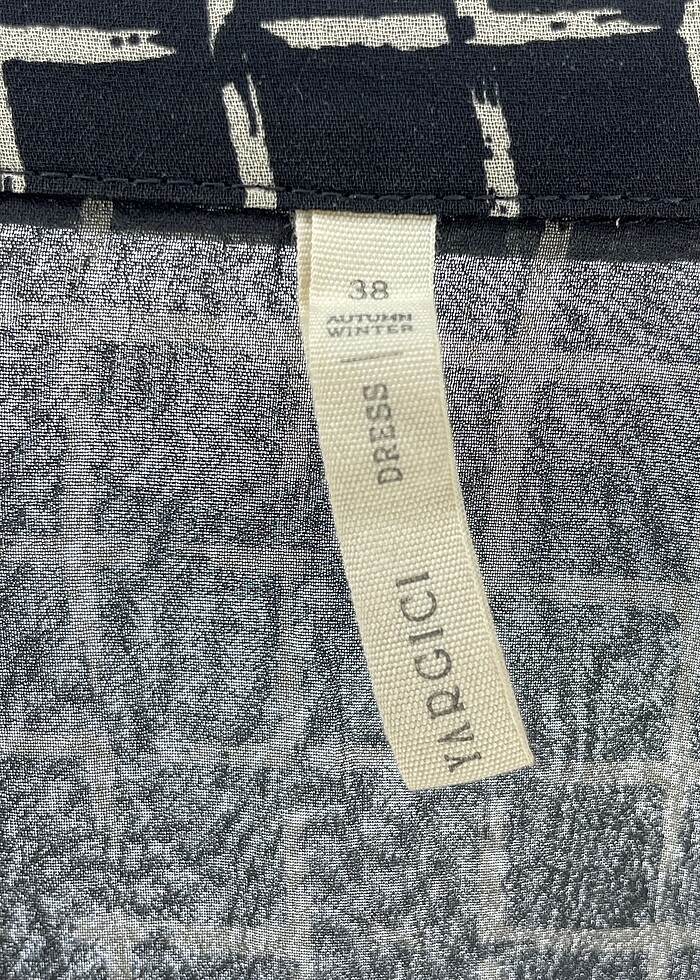 38
AUTUMN
WINTER
DRESS
YARGICI